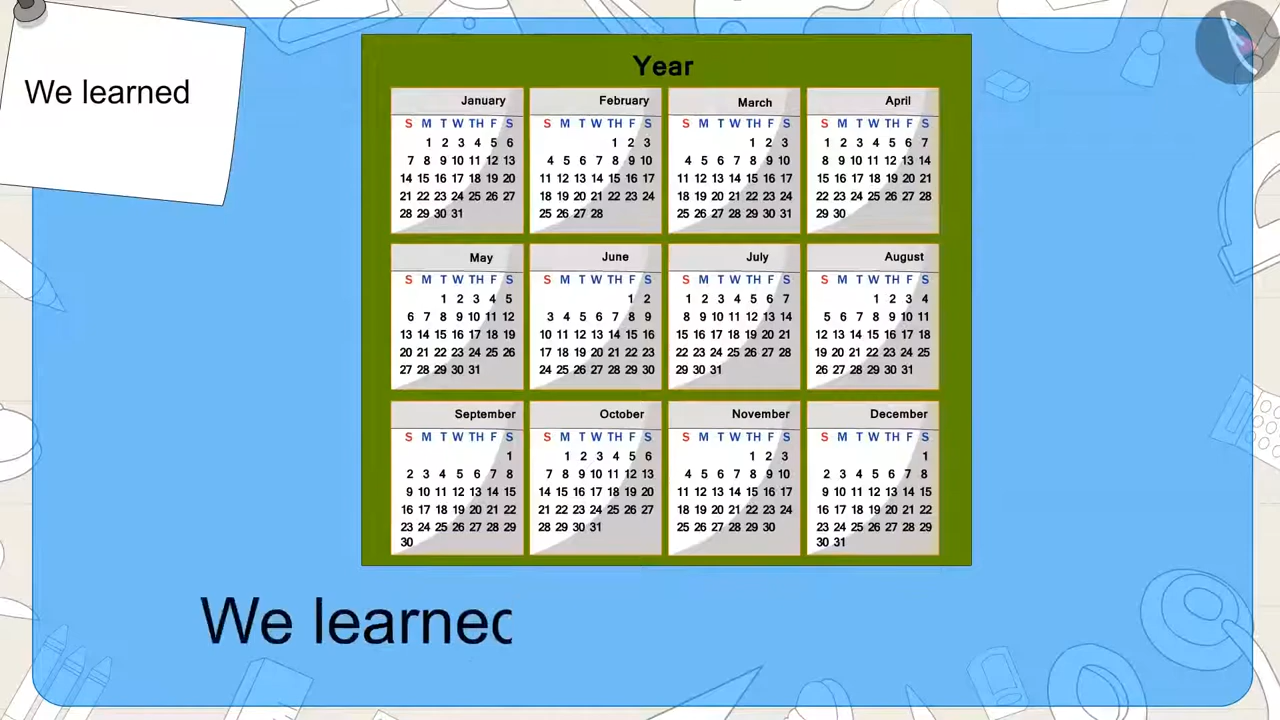 We learned
Year
January
S M T W TH F S
1 2 3 4 5 6
7 8 9 10 11 12 13
14 15 16 17 18 19 20
21 22 23 24 25 26 27
28 29 30 31
February
S M T W TH F S
1 2 3
4 5 6 7 8 9 10
11 12 13 14 15 16 17
18 19 20 21 22 23 24
25 26 27 28
March
S M T W TH F S
1 2 3
4 5 6 7 8 9 10
11 12 13 14 15 16 17
18 19 20 21 22 23 24
25 26 27 28 29 30 31
April
S M T W TH F S
1 2 3 4 5 6 7
8 9 10 11 12 13 14
15 16 17 18 19 20 21
22 23 24 25 26 27 28
29 30
May
S M T W TH F S
1 2 3 4 5
6 7 8 9 10 11 12
13 14 15 16 17 18 19
20 21 22 23 24 25 26
27 28 29 30 31
June
S M T W TH F S
1 2
3 4 5 6 7 8 9
10 11 12 13 14 15 16
17 18 19 20 21 22 23
24 25 26 27 28 29 30
July
S M T W TH F S
1 2 3 4 5 6 7
8 9 10 11 12 13 14
15 16 17 18 19 20 21
22 23 24 25 26 27 28
29 30 31
August
S M T W TH F S
1 2 3 4
5 6 7 8 9 10 11
12 13 14 15 16 17 18
19 20 21 22 23 24 25
26 27 28 29 30 31
September
S M T W TH F S
1
2 3 4 5 6 7 8
9 10 11 12 13 14 15
16 17 18 19 20 21 22
23 24 25 26 27 28 29
30
October
S M T W TH F S
1 2 3 4 5 6
7 8 9 10 11 12 13
14 15 16 17 18 19 20
21 22 23 24 25 26 27
28 29 30 31
November
S M T W TH F S
1 2 3
4 5 6 7 8 9 10
11 12 13 14 15 16 17
18 19 20 21 22 23 24
25 26 27 28 29 30
December
S M T W TH F S
1
2 3 4 5 6 7 8
9 10 11 12 13 14 15
16 17 18 19 20 21 22
23 24 25 26 27 28 29
30 31
We learned